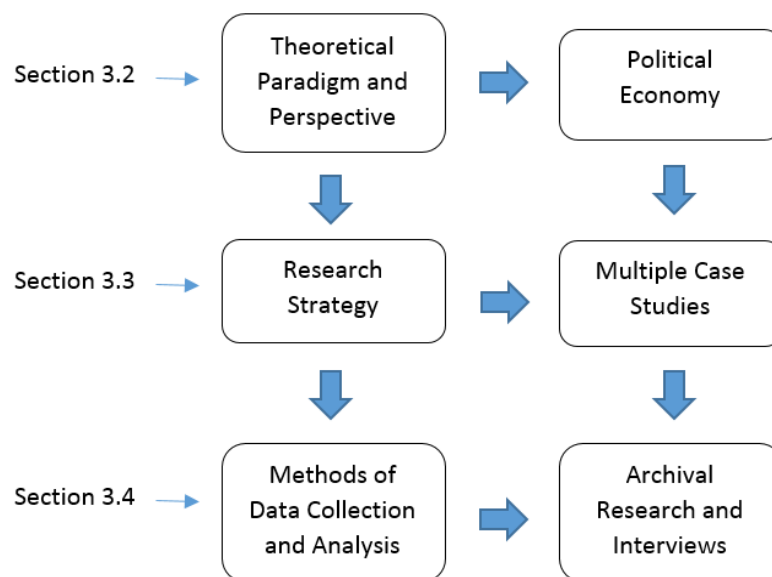 Section 3.2
Theoretical
Paradigm and
Perspective
Political
Economy
Section 3.3
Research
Strategy
Multiple Case
Studies
Section 3.4
Methods of
Data Collection
and Analysis
Archival
Research and
Interviews